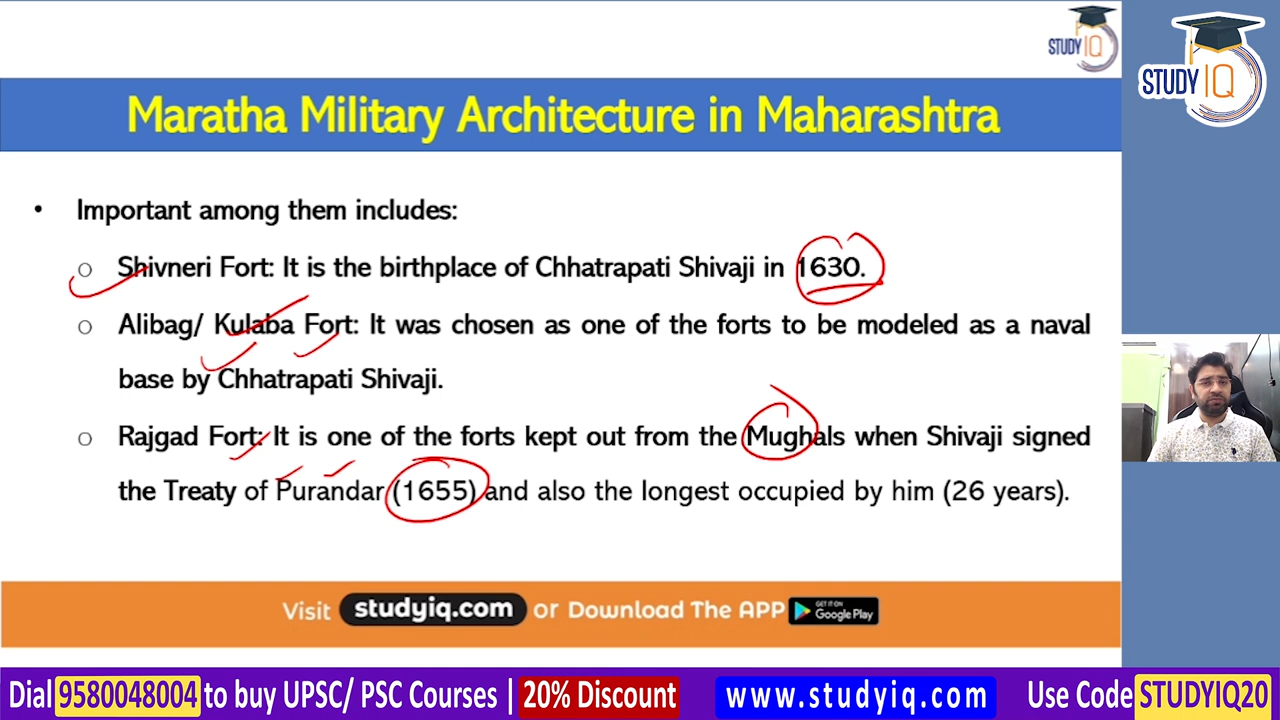 STUDY IQ
STUDY IQ
Maratha Military Architecture in Maharashtra
• Important among them includes:
o Shivneri Fort: It is the birthplace of Chhatrapati Shivaji in 1630.
o Alibag/ Kulaba Fort: It was chosen as one of the forts to be modeled as a naval
base by Chhatrapati Shivaji.
o Rajgad Fort: It is one of the forts kept out from the Mughals when Shivaji signed
the Treaty of Purandar (1655) and also the longest occupied by him (26 years).
Visit studyiq.com or Download The APP GET IT ON Google Play
Dial 9580048004 to buy UPSC/ PSC Courses | 20% Discount www.studyiq.com Use Code STUDYIQ20